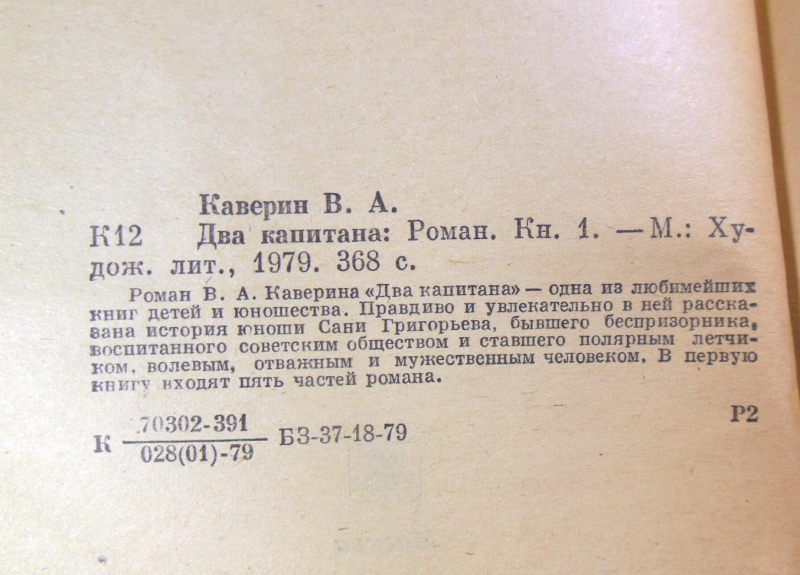 Каверин В. А.
К12 Два капитана: Роман. Кн. 1. — М.: Ху-
дож. лит., 1979. 368 с.
Роман В. А. Каверина «Два капитана» — одна из любимейших
книг детей и юношества. Правдиво и увлекательно в ней расска-
зана история юноши Сани Григорьева, бывшего беспризорника,
воспитанного советским обществом и ставшего полярным летчи-
ком, волевым, отважным и мужественным человеком. В первую
книгу входят пять частей романа.
70302-391
К БЗ-37-18-79 Р2
028(01)-79